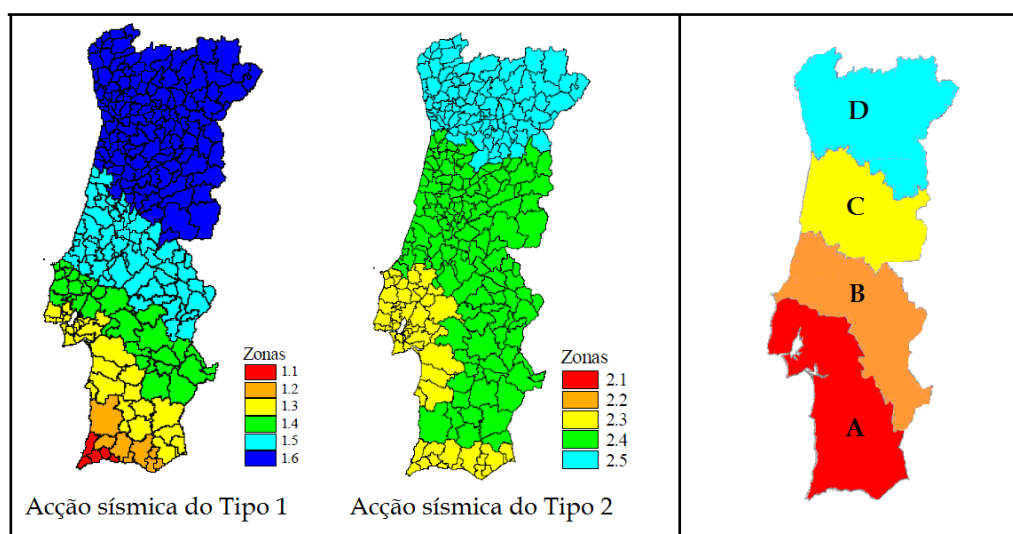 Zonas
1.1
1.2
1.3
1.4
1.5
1.6
Acção sísmica do Tipo 1
Zonas
2.1
2.2
2.3
2.4
2.5
Acção sísmica do Tipo 2
D
C
B
A